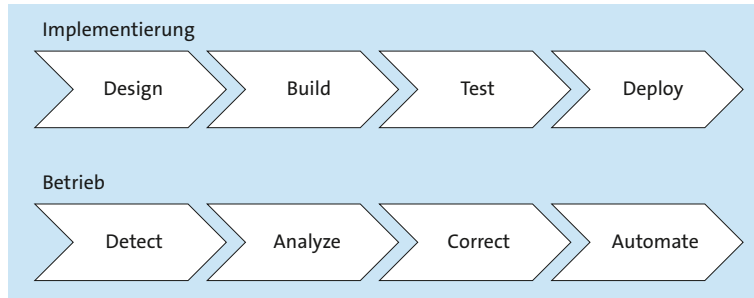 Implementierung
Design Build Test Deploy
Betrieb
Detect Analyze Correct Automate